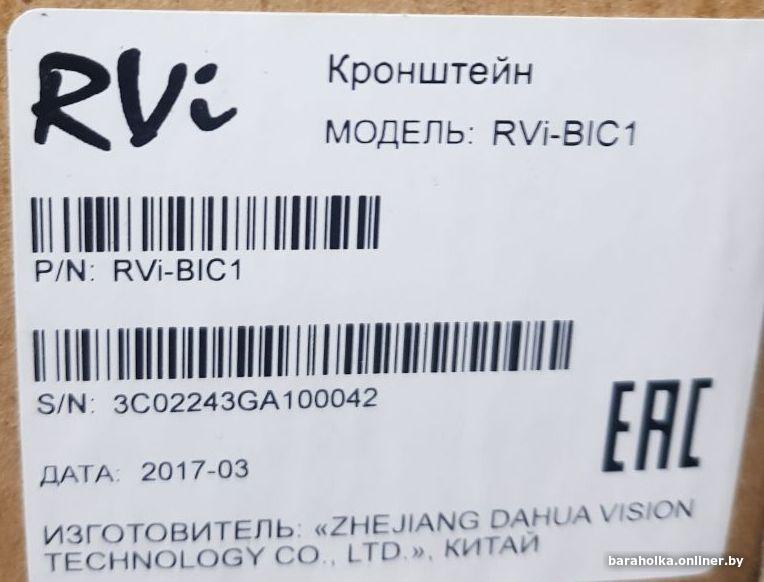 RVi
Кронштейн
МОДЕЛЬ: RVi-BIC1
P/N: RVi-BIC1
S/N: 3C02243GA100042
EAC
ДАТА: 2017-03
ИЗГОТОВИТЕЛЬ: «ZHEJIANG DAHUA VISION
TECHNOLOGY CO., LTD.», КИТАЙ
baraholka.onliner.by